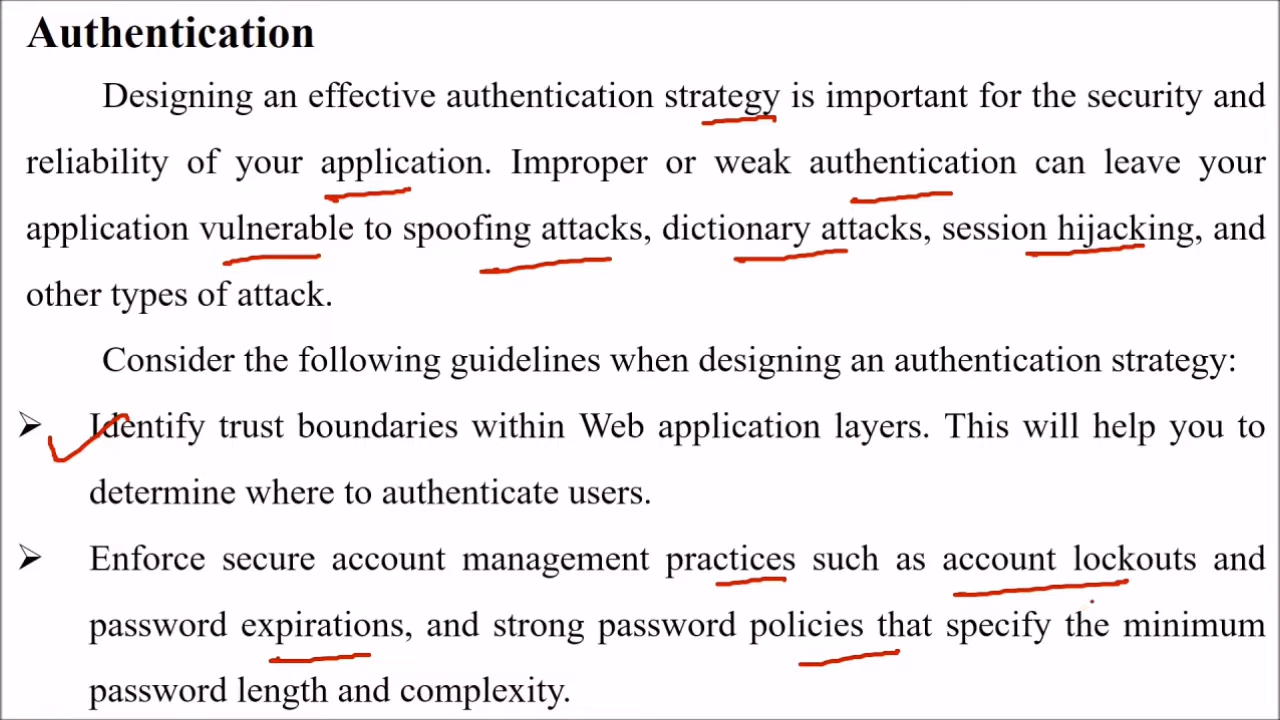 Authentication
Designing an effective authentication strategy is important for the security and
reliability of your application. Improper or weak authentication can leave your
application vulnerable to spoofing attacks, dictionary attacks, session hijacking, and
other types of attack.
Consider the following guidelines when designing an authentication strategy:
➢ Identify trust boundaries within Web application layers. This will help you to
determine where to authenticate users.
➢ Enforce secure account management practices such as account lockouts and
password expirations, and strong password policies that specify the minimum
password length and complexity.